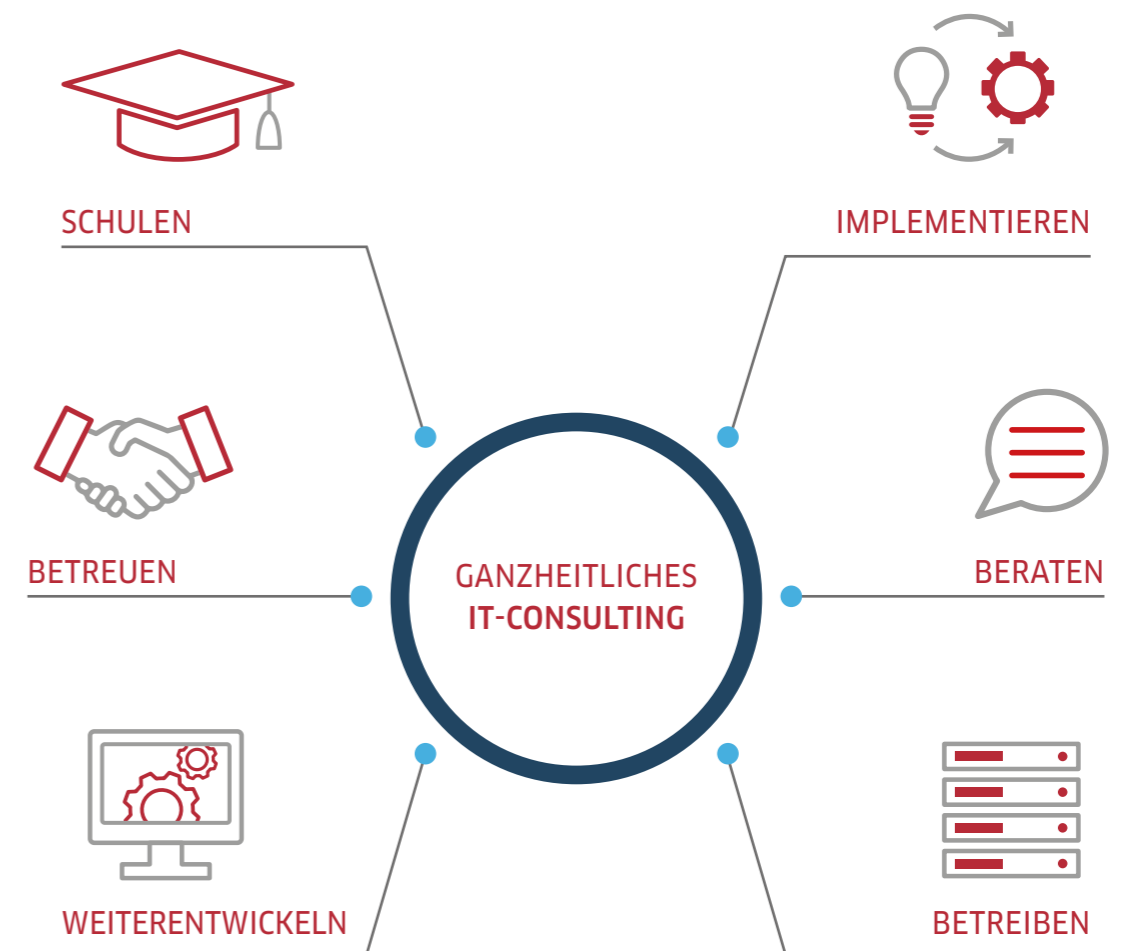 SCHULEN
IMPLEMENTIEREN
BETREUEN
GANZHEITLICHES
IT-CONSULTING
BERATEN
WEITERENTWICKELN
BETREIBEN